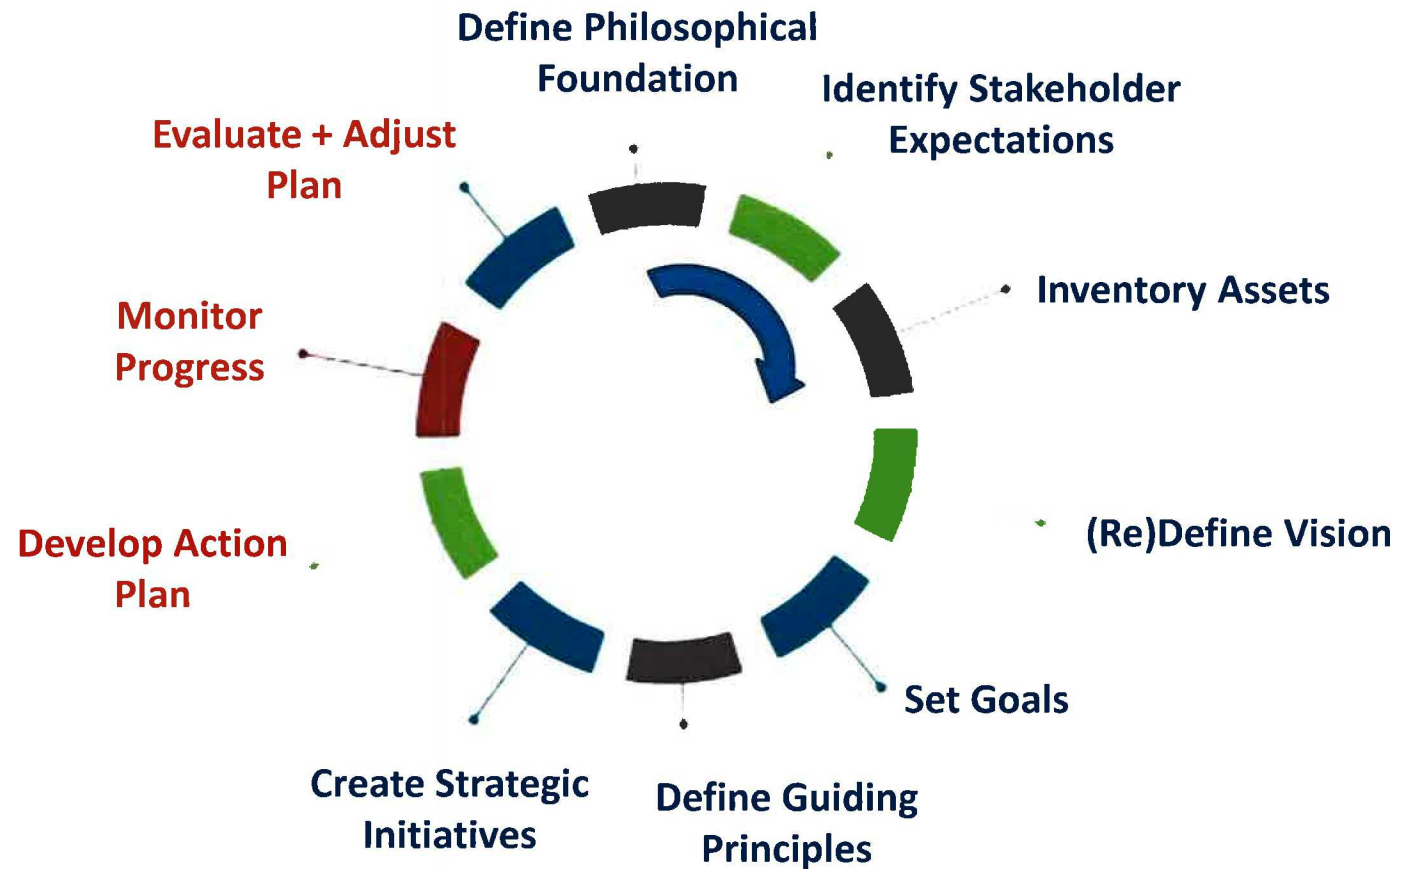 Define Philosophical
Foundation
Identify Stakeholder
Expectations
Inventory Assets
(Re)Define Vision
Set Goals
Define Guiding
Principles
Create Strategic
Initiatives
Develop Action
Plan
Monitor
Progress
Evaluate + Adjust
Plan